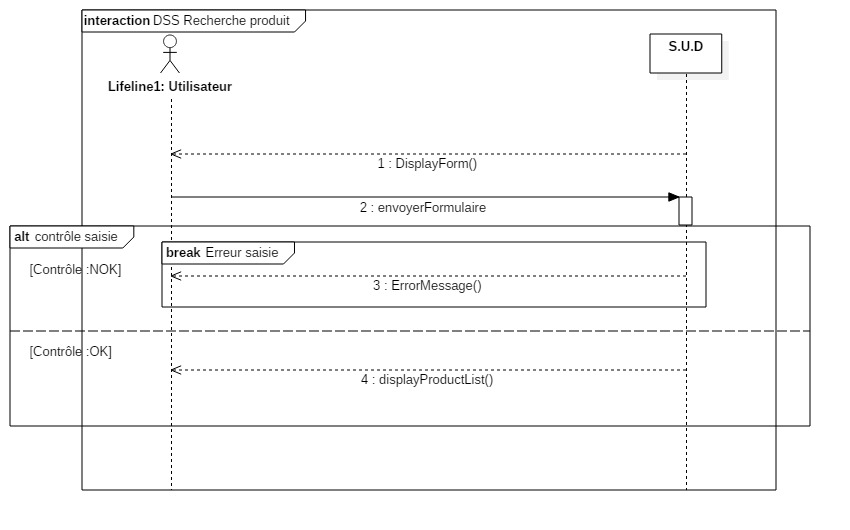 interaction DSS Recherche produit
S.U.D
Lifeline1: Utilisateur
1 : DisplayForm()
2 : envoyerFormulaire
alt contrôle saisie
break Erreur saisie
[Contrôle :NOK]
3 : ErrorMessage()
[Contrôle :OK]
4 : displayProductList()